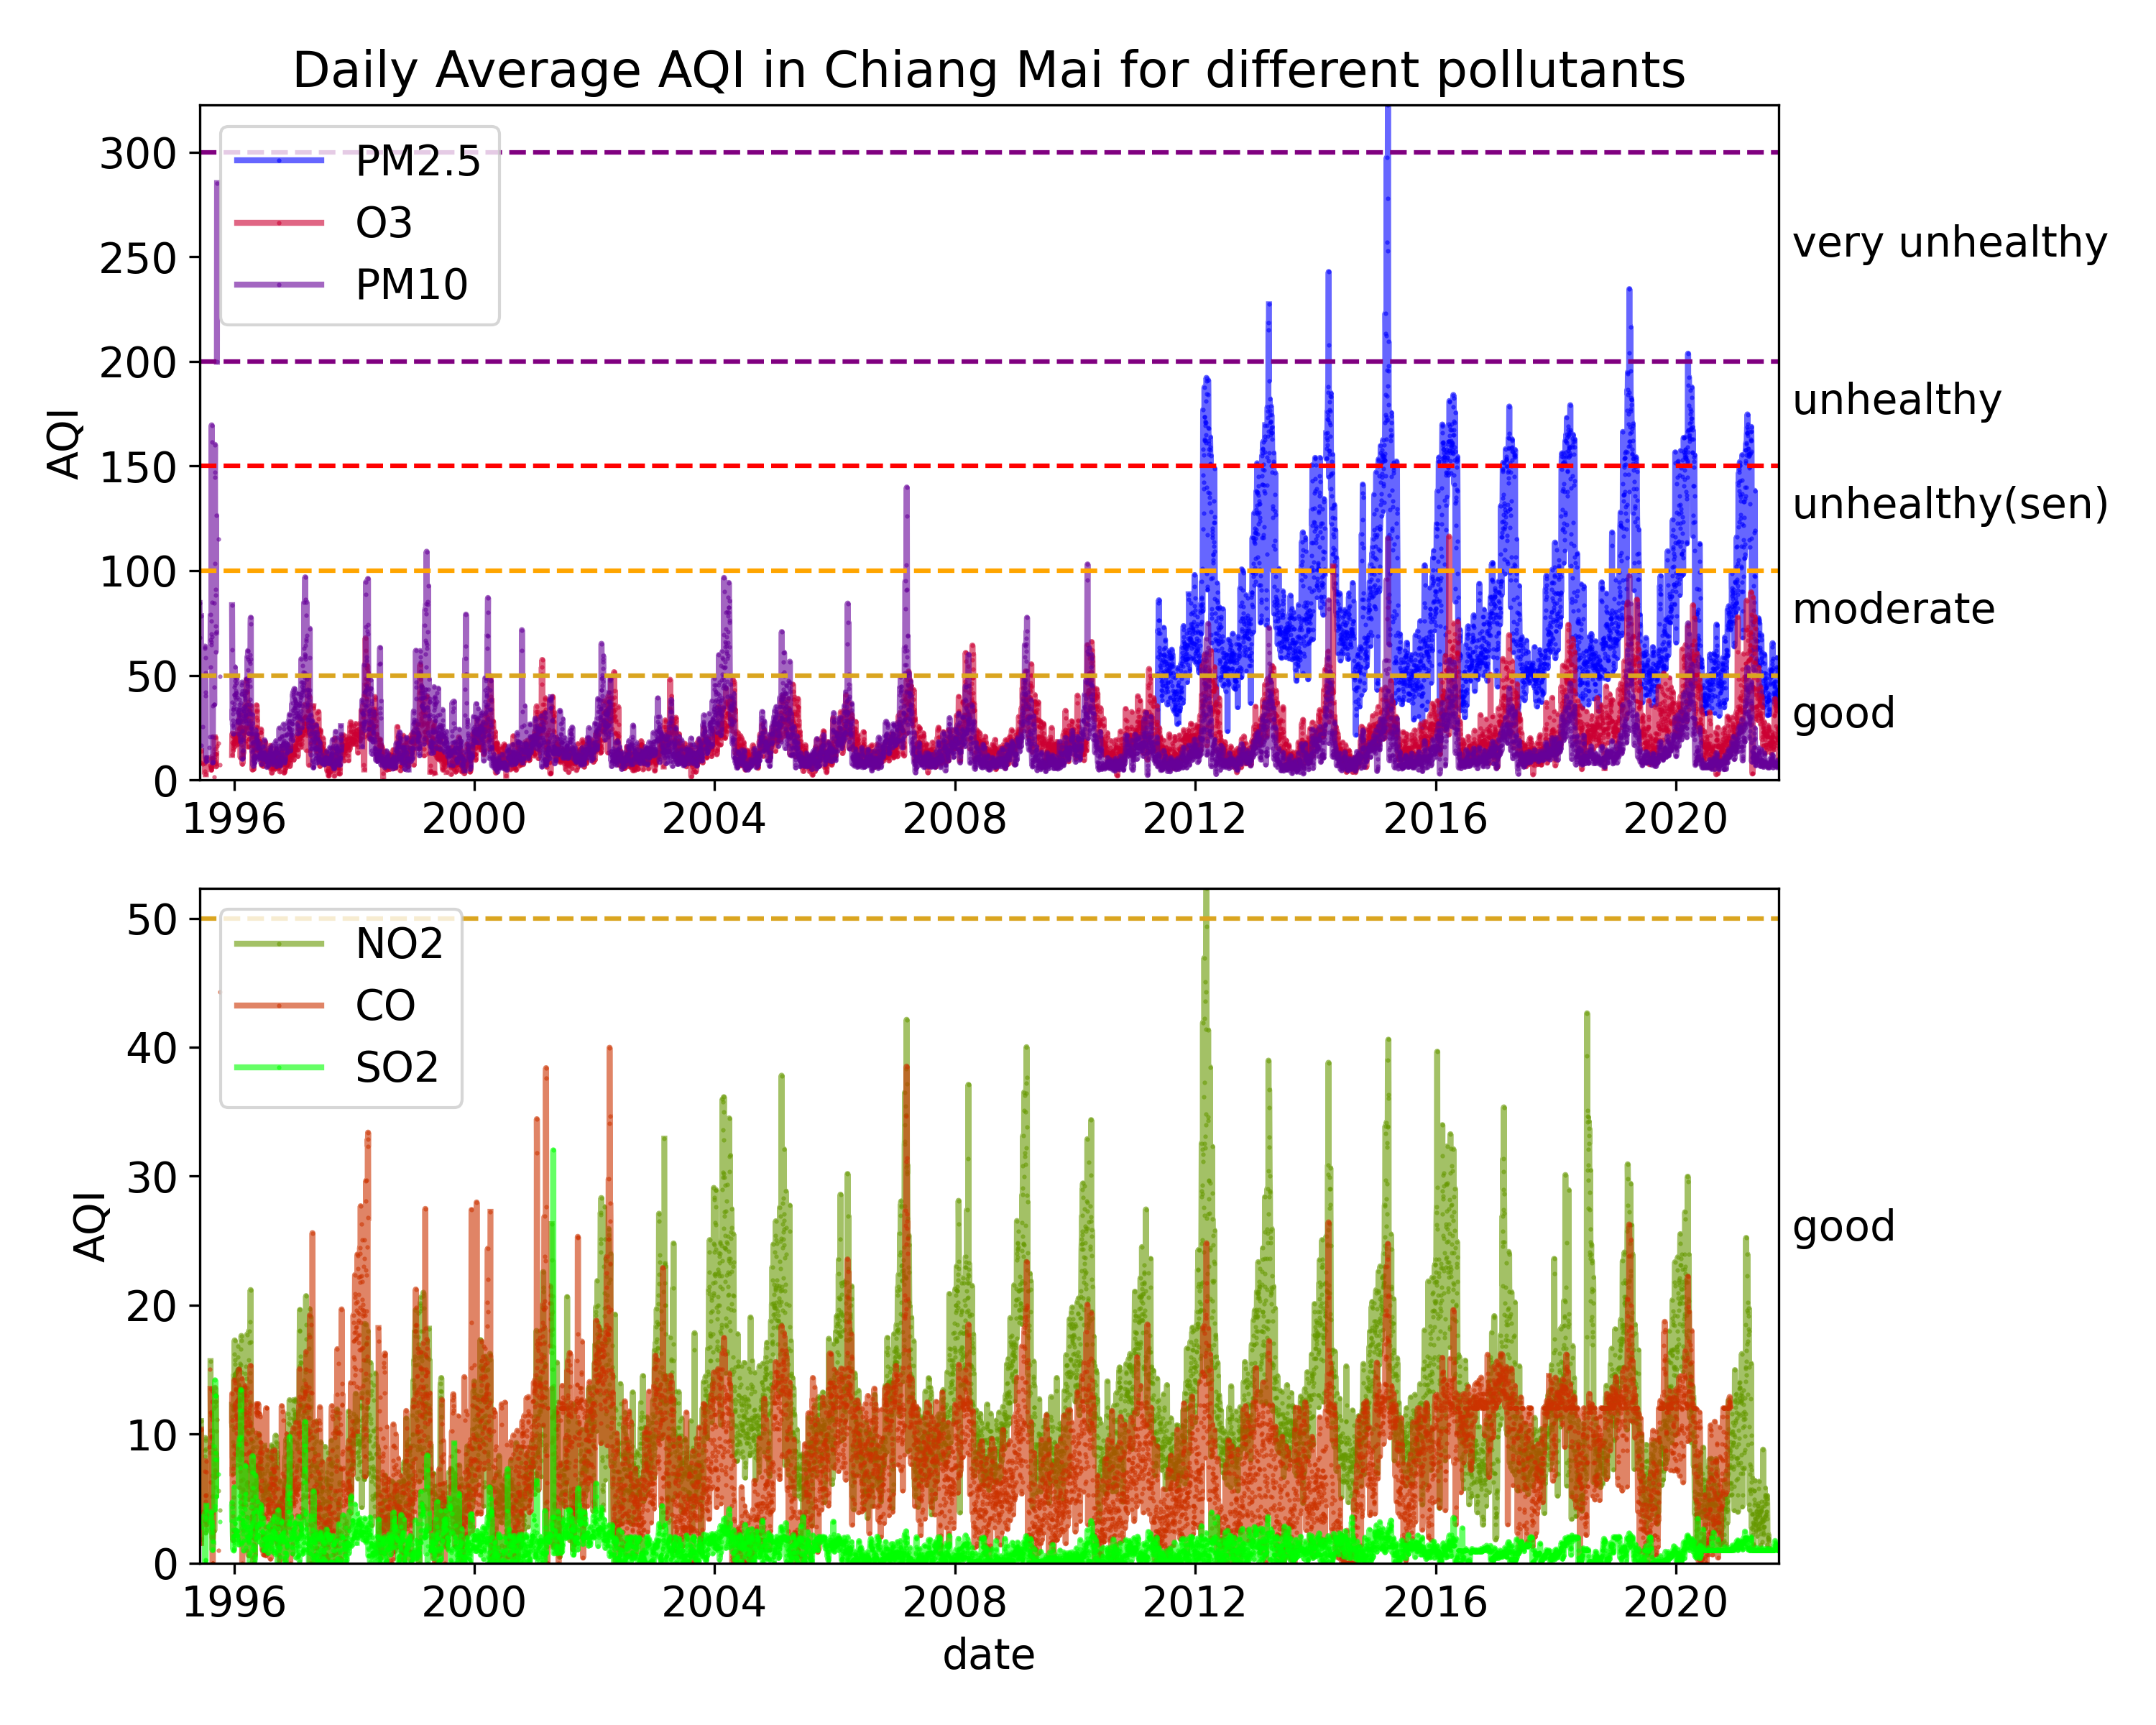 Daily Average AQI in Chiang Mai for different pollutants
AQI
300
250
200
150
100
50
0
PM2.5
O3
PM10
very unhealthy
unhealthy
unhealthy(sen)
moderate
good
1996 2000 2004 2008 2012 2016 2020
AQI
50
40
30
20
10
0
NO2
CO
SO2
good
1996 2000 2004 2008 2012 2016 2020
date